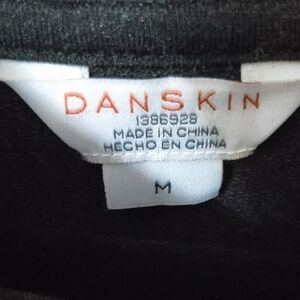 DANSKIN
1386928
MADE IN CHINA
HECHO EN CHINA
M